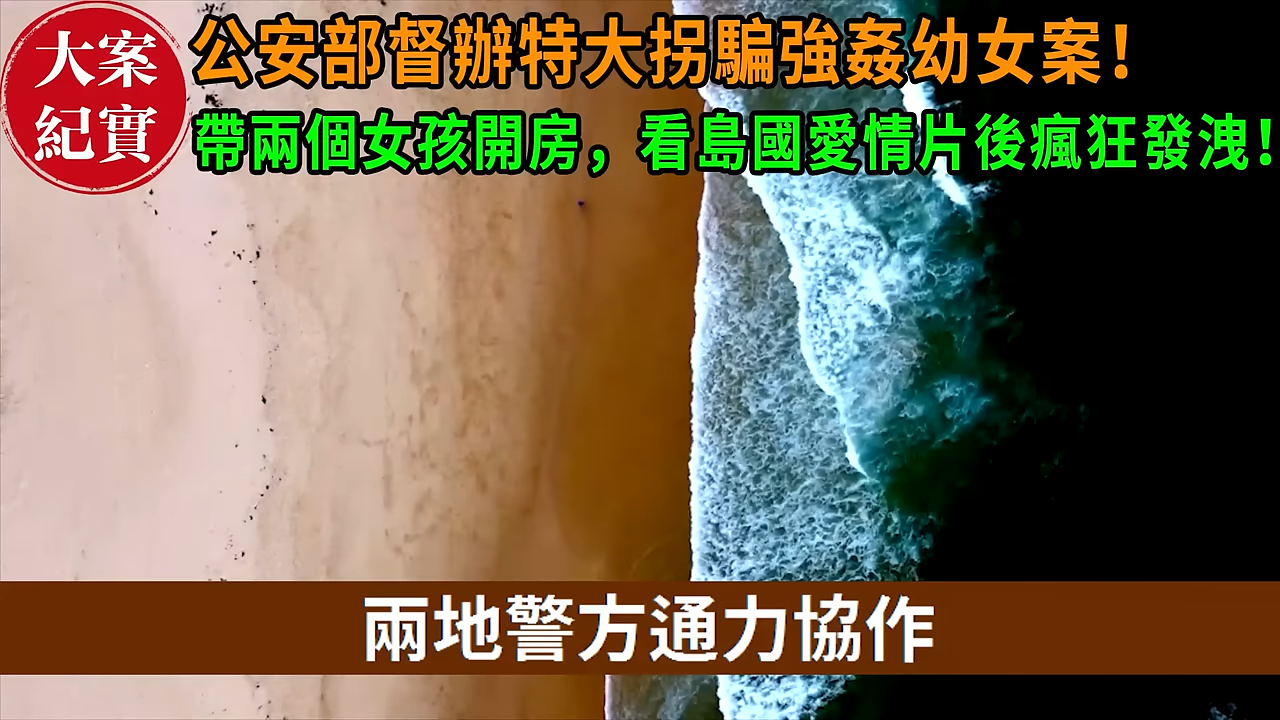 大案
紀實
公安部督辦特大拐騙強姦幼女案！
帶兩個女孩開房，看島國愛情片後瘋狂發洩！
兩地警方通力協作